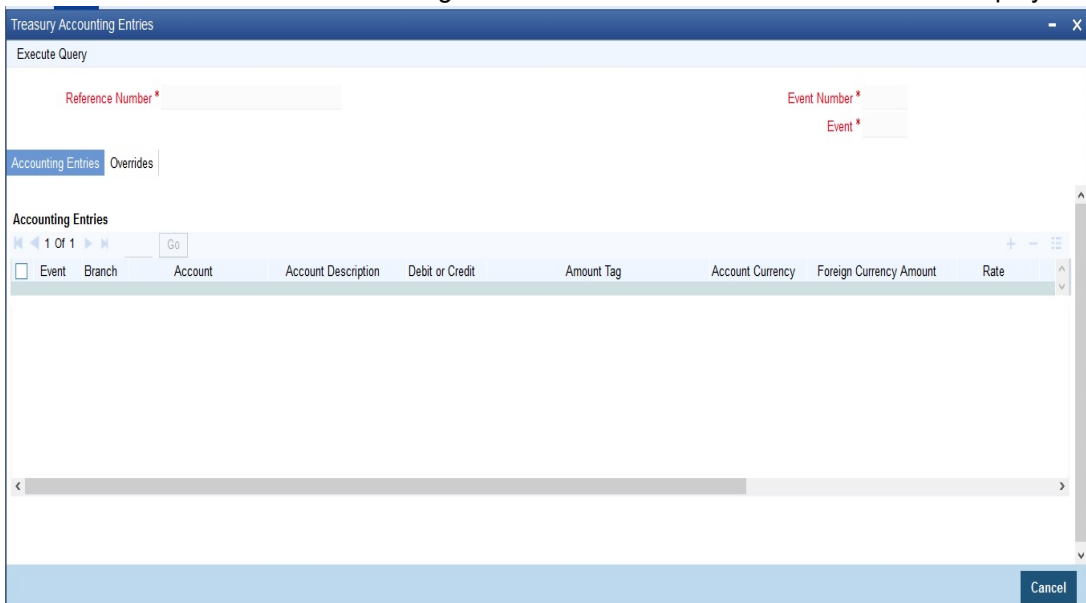 Treasury Accounting Entries
Execute Query
Reference Number *
Event Number *
Event *
Accounting Entries Overrides
Accounting Entries
1 Of 1 Go
Event Branch Account Account Description Debit or Credit Amount Tag Account Currency Foreign Currency Amount Rate
Cancel